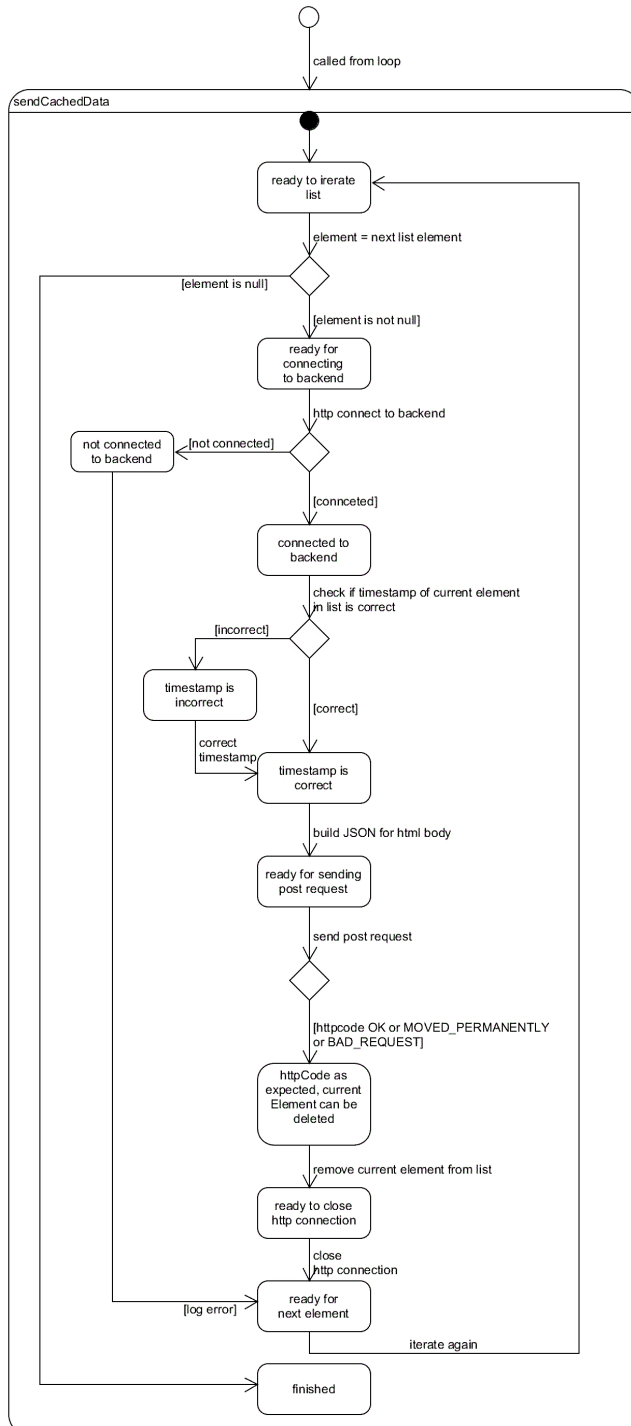 called from loop
sendCachedData
ready to irerate
list
element = next list element
[element is null]
[element is not null]
ready for
connecting
to backend
http connect to backend
not connected
to backend
[not connected]
[connceted]
connected to
backend
check if timestamp of current element
in list is correct
[incorrect]
timestamp is
incorrect
[correct]
correct
timestamp
timestamp is
correct
build JSON for html body
ready for sending
post request
send post request
[httpcode OK or MOVED_PERMANENTLY
or BAD_REQUEST]
httpCode as
expected, current
Element can be
deleted
remove current element from list
ready to close
http connection
close
http connection
ready for
next element
[log error]
iterate again
finished